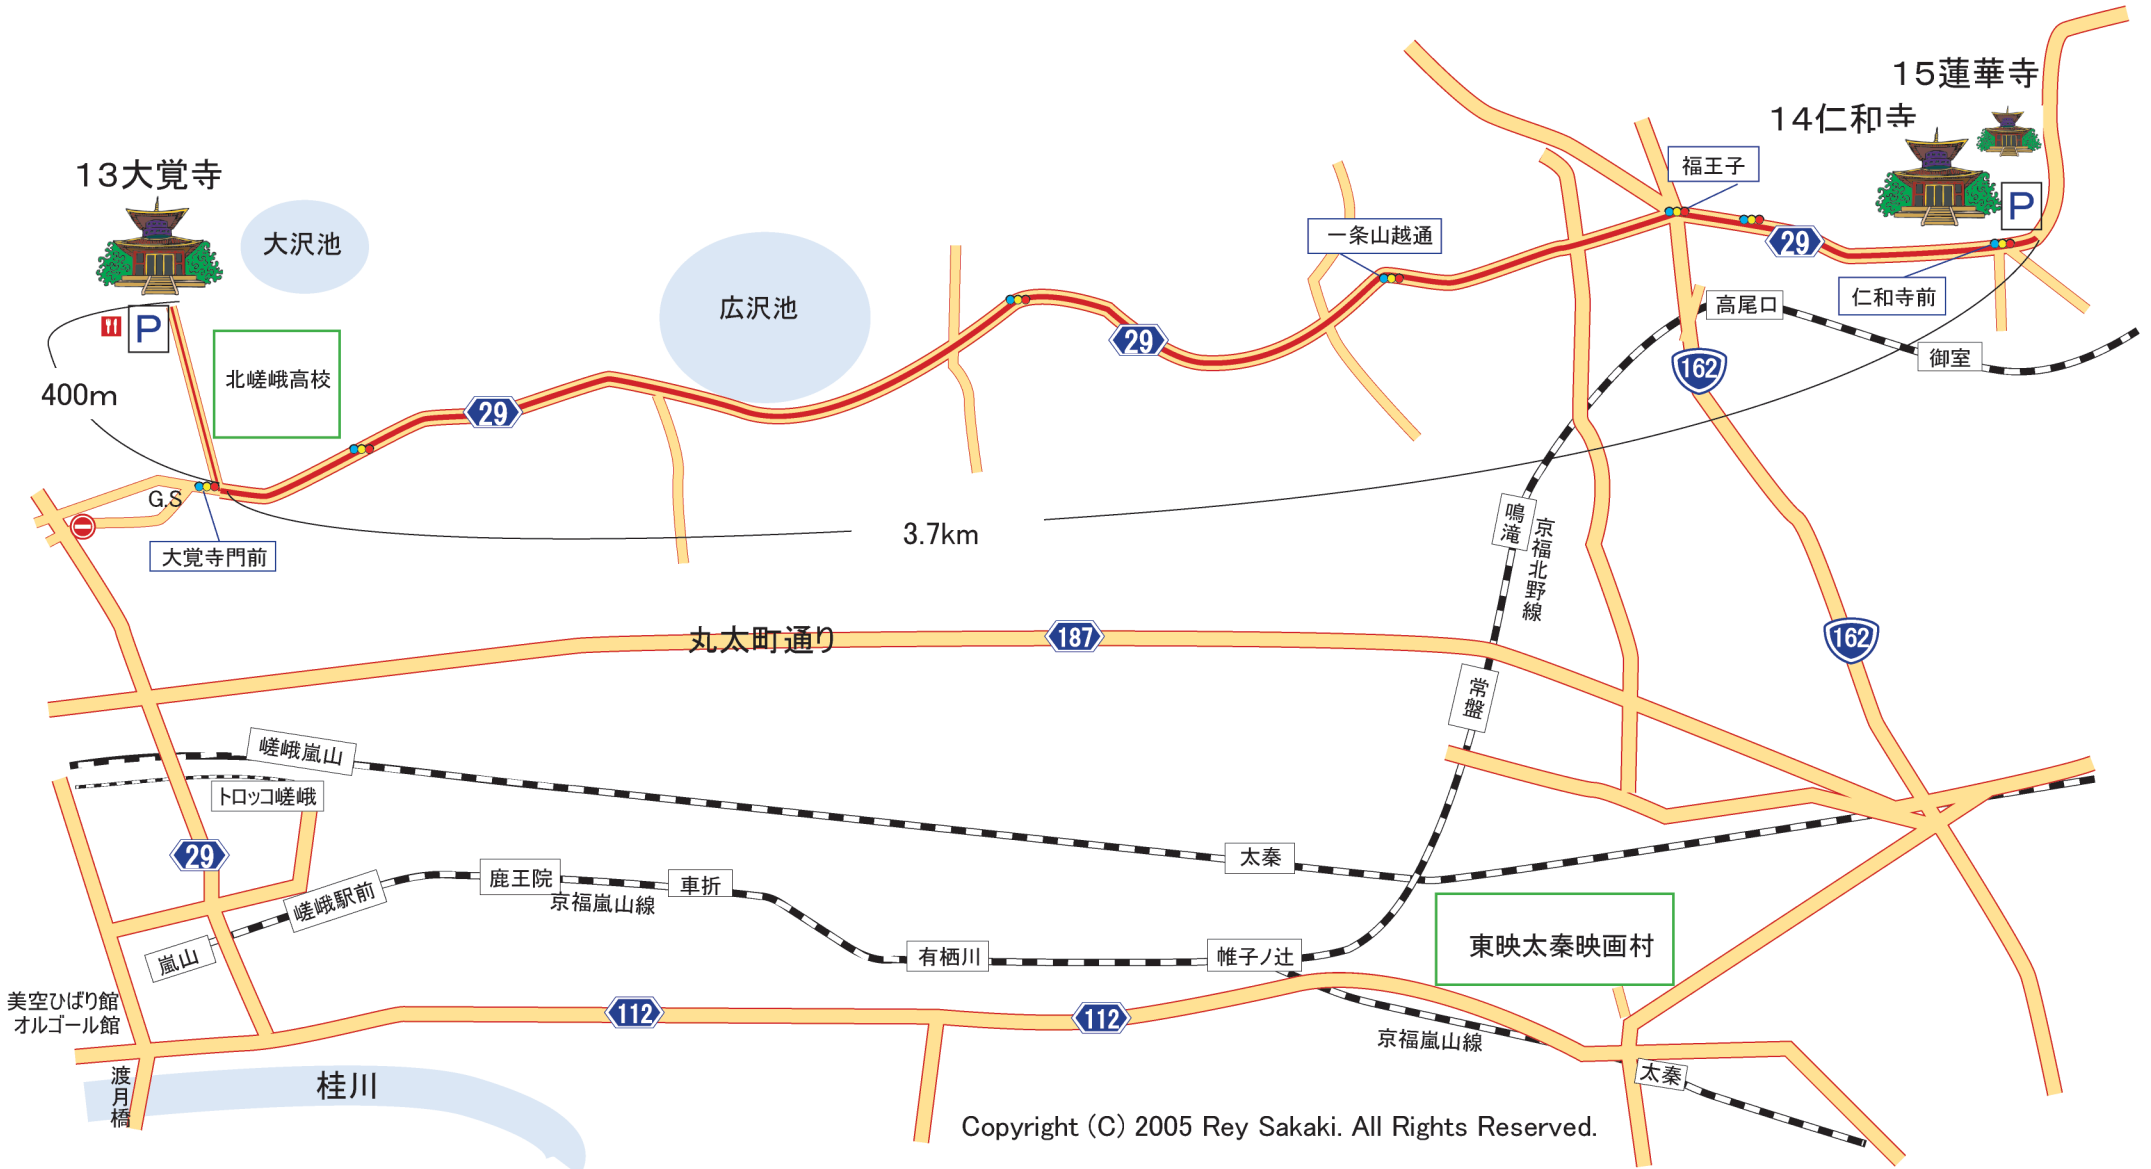 15蓮華寺
14仁和寺
13大覚寺
福王子
P
大沢池
一条山越通
29
広沢池
高尾口
仁和寺前
P
29
御室
162
北嵯峨高校
400m
29
G.S
鳴滝
京福北野線
3.7km
大覚寺門前
丸太町通り
187
162
常盤
嵯峨嵐山
トロッコ嵯峨
29
太秦
鹿王院
車折
嵯峨駅前
京福嵐山線
東映太秦映画村
有栖川
帷子ノ辻
嵐山
美空ひばり館
オルゴール館
112
112
京福嵐山線
渡月橋
桂川
太秦
Copyright (C) 2005 Rey Sakaki. All Rights Reserved.